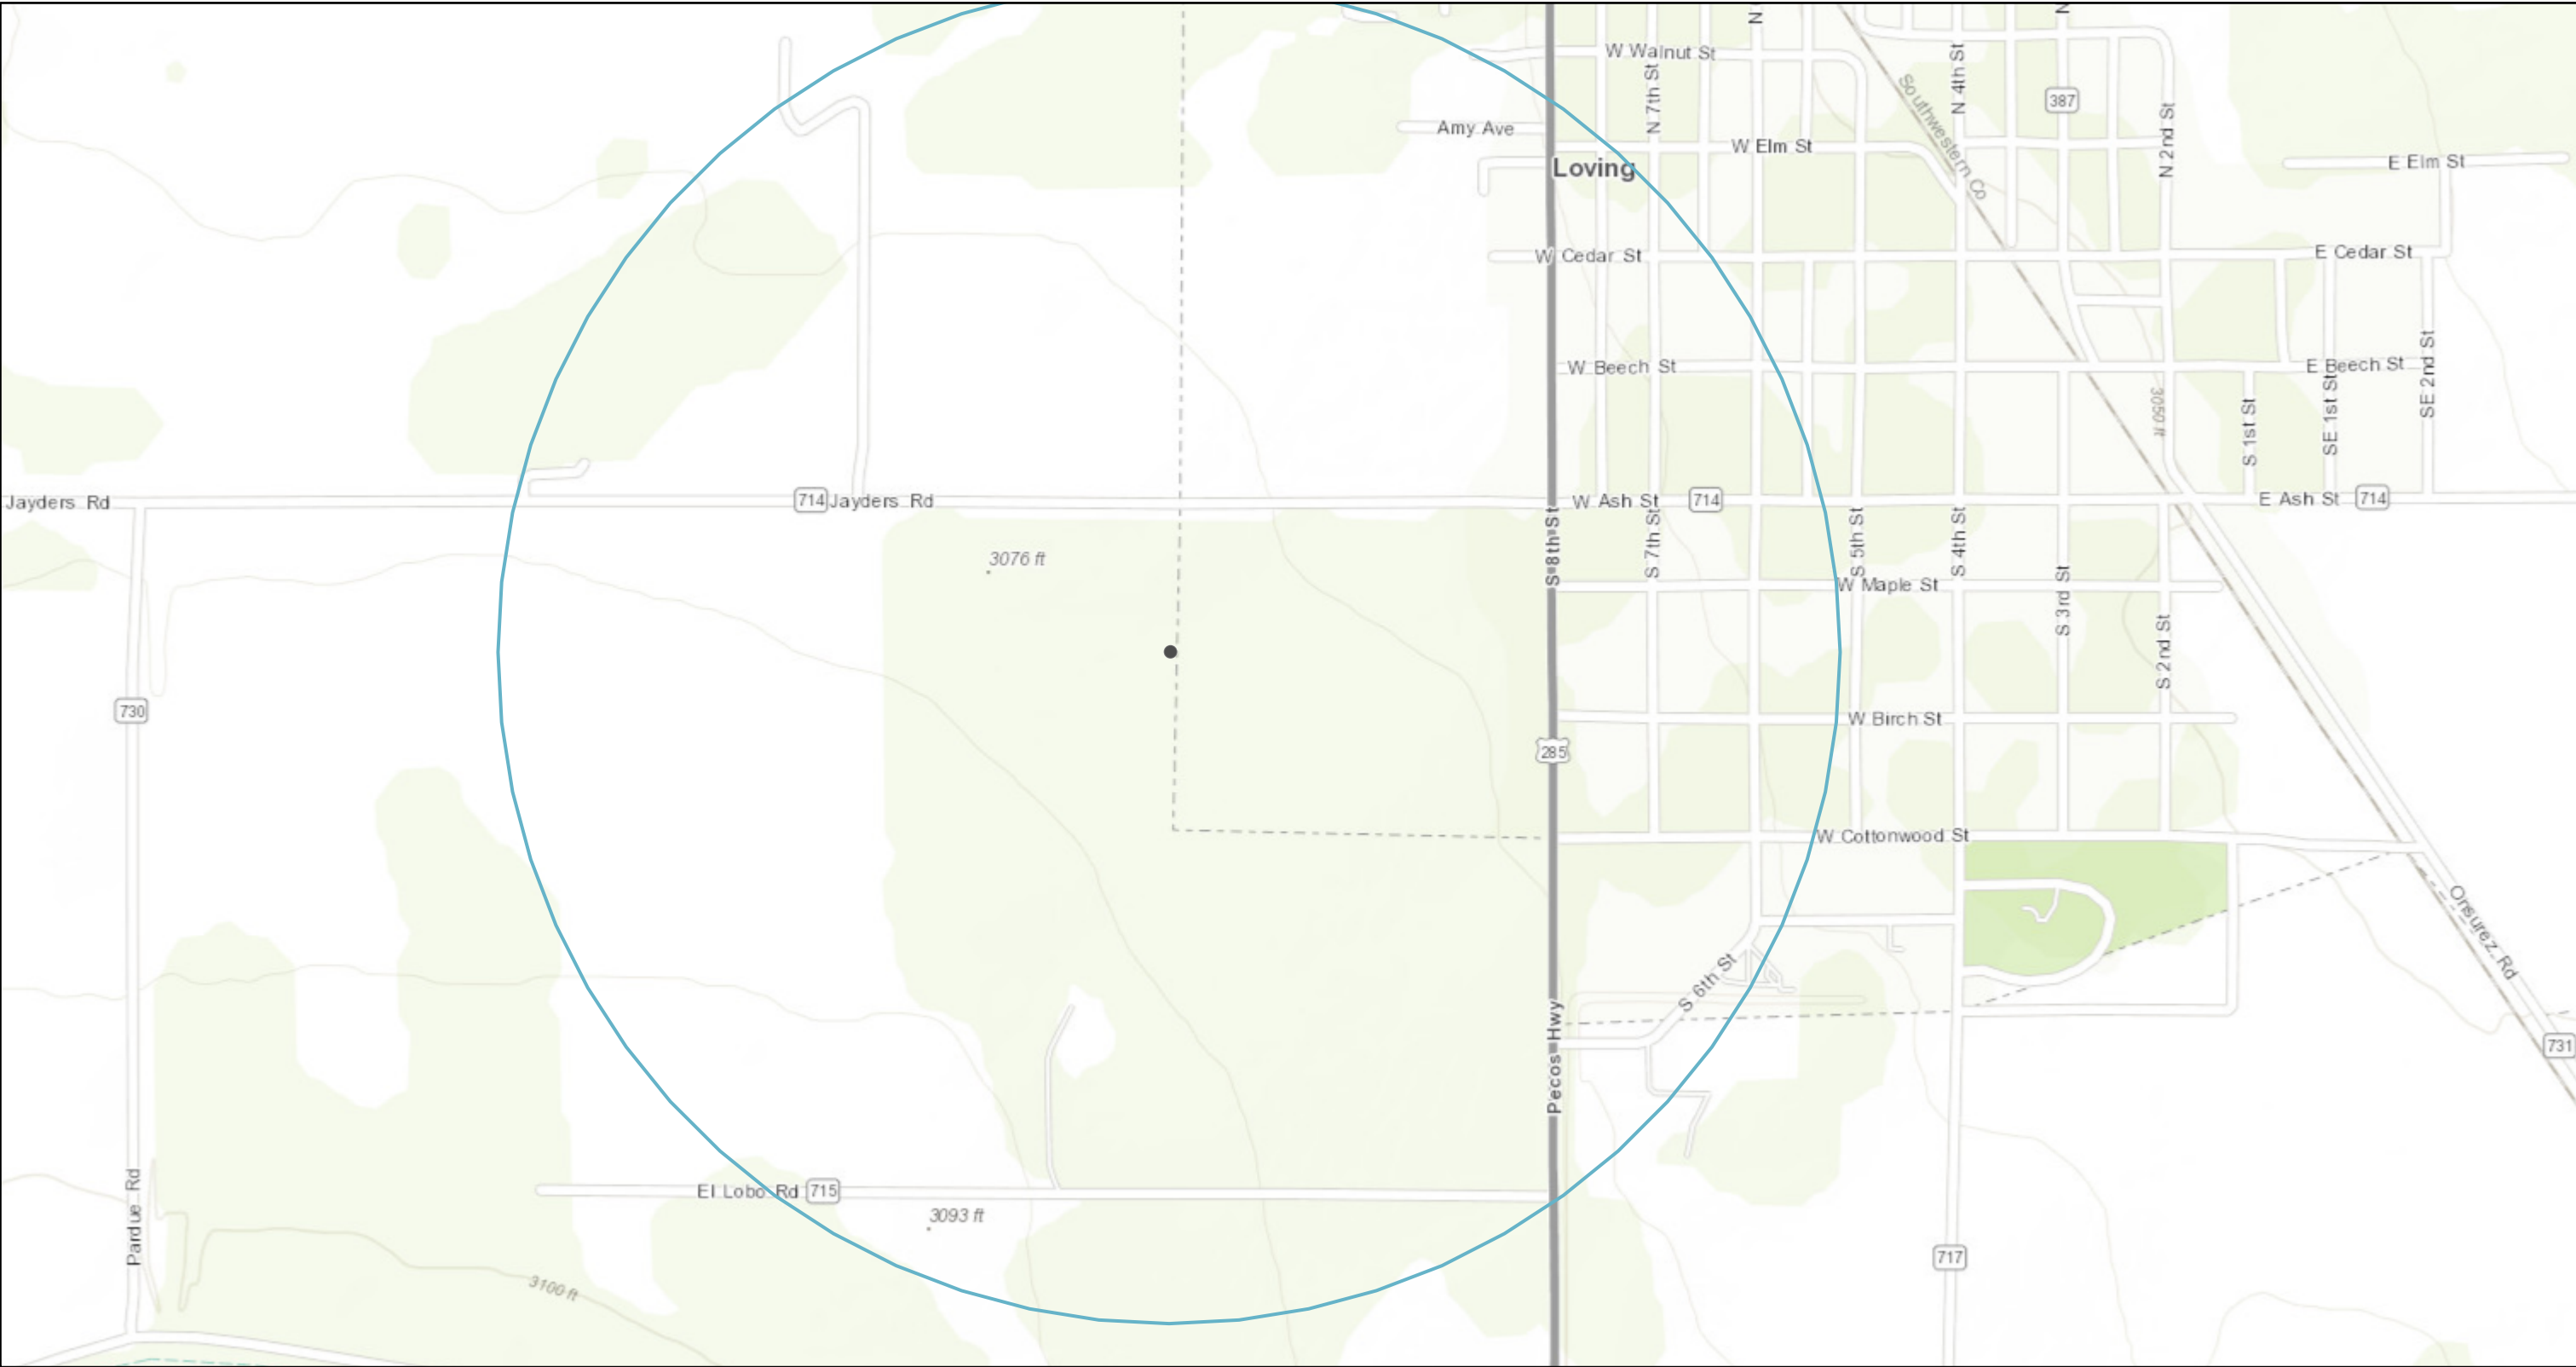 N
N
W Walnut St
N 7th St
N 4th St
387
Southwestern Co
N 2nd St
Amy Ave
W Elm St
E Elm St
Loving
W Cedar St
E Cedar St
W Beech St
E Beech St
SE 2nd St
3050 ft
S 1st St
SE 1st St
Jayders Rd
714
Jayders Rd
W Ash St
714
E Ash St
714
S 8th St
S 7th St
S 5th St
S 4th St
3076 ft
W Maple St
S 3rd St
S 2nd St
730
W Birch St
285
W Cottonwood St
Onsurez Rd
S 6th St
Pecos Hwy
731
Pardue Rd
El Lobo Rd
715
3093 ft
717
3100 ft